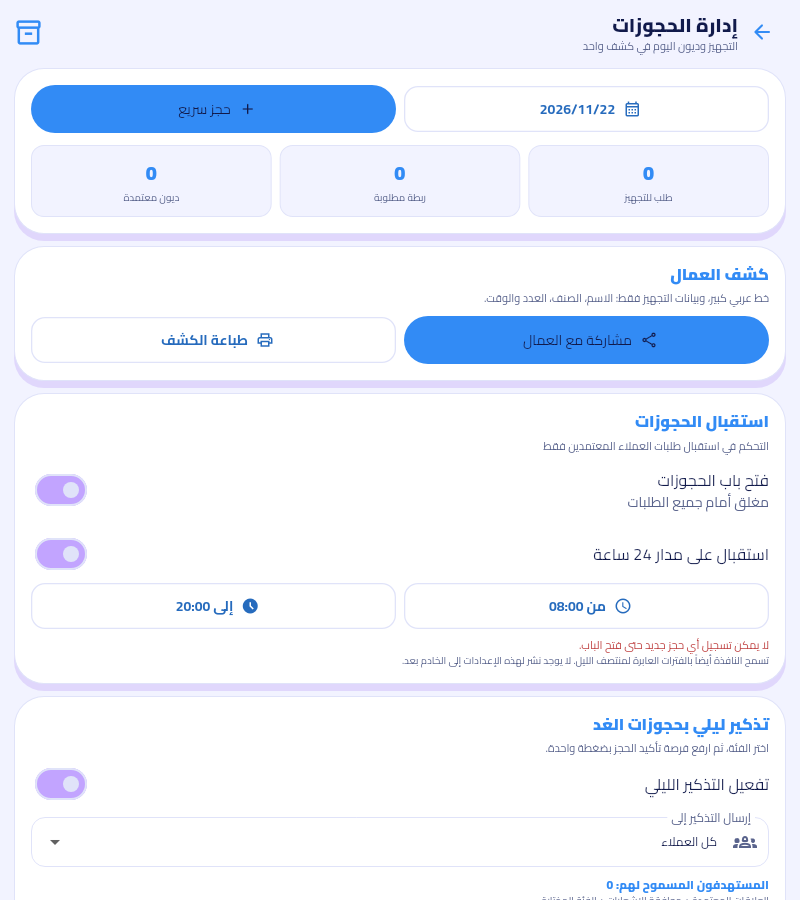 إدارة الحجوزات
التجهيز وديون اليوم في كشف واحد
2026/11/22
حجز سريع
0
طلب للتجهيز
0
ربطة مطلوبة
0
ديون معتمدة
كشف العمال
خط عربي كبير، وبيانات التجهيز فقط: الاسم، الصنف، العدد والوقت.
مشاركة مع العمال
طباعة الكشف
استقبال الحجوزات
التحكم في استقبال طلبات العملاء المعتمدين فقط
فتح باب الحجوزات
مغلق أمام جميع الطلبات
استقبال على مدار 24 ساعة
من 08:00
إلى 20:00
لا يمكن تسجيل أي حجز جديد حتى فتح الباب.
تسمح النافذة أيضاً بالفترات العابرة لمنتصف الليل. لا يوجد نشر لهذه الإعدادات إلى الخادم بعد.
تذكير ليلي بحجوزات الغد
اختر الفئة، ثم ارفع فرصة تأكيد الحجز بضغطة واحدة.
تفعيل التذكير الليلي
إرسال التذكير إلى
كل العملاء
المستهدفون المسموح لهم: 0